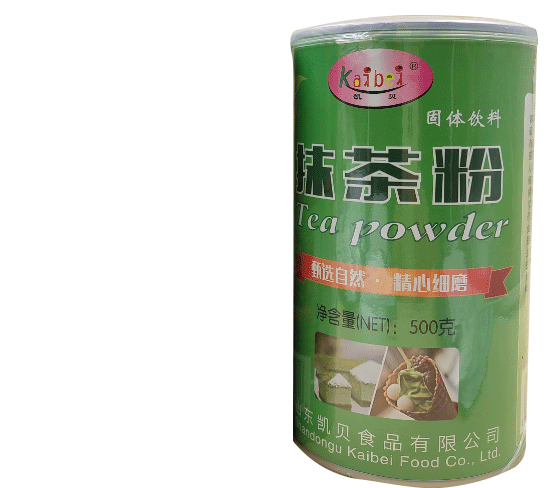 Kaibei®
凯 贝
固体饮料
抹茶粉
Tea powder
甄选自然 · 精心细磨
净含量(NET): 500克
山东凯贝食品有限公司
Shandongu Kaibei Food Co., Ltd.